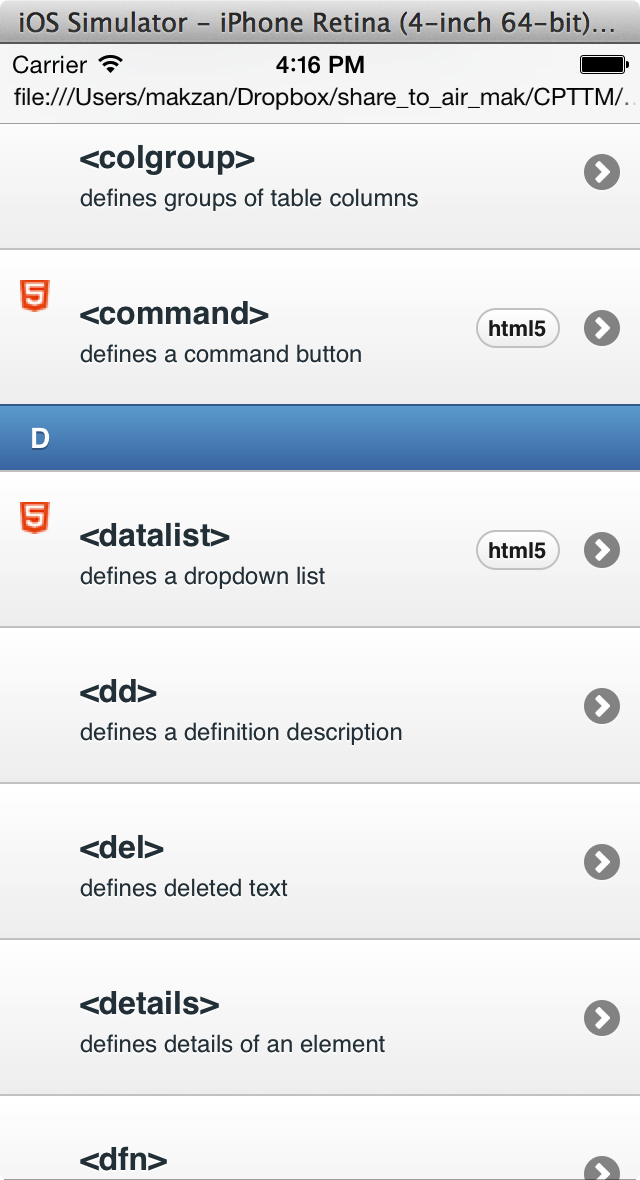 iOS Simulator – iPhone Retina (4-inch 64-bit)...
Carrier 4:16 PM
file:///Users/makzan/Dropbox/share_to_air_mak/CPTTM/...
<colgroup>
defines groups of table columns
5
<command>
html5
defines a command button
D
5
<datalist>
html5
defines a dropdown list
<dd>
defines a definition description
<del>
defines deleted text
<details>
defines details of an element
<dfn>